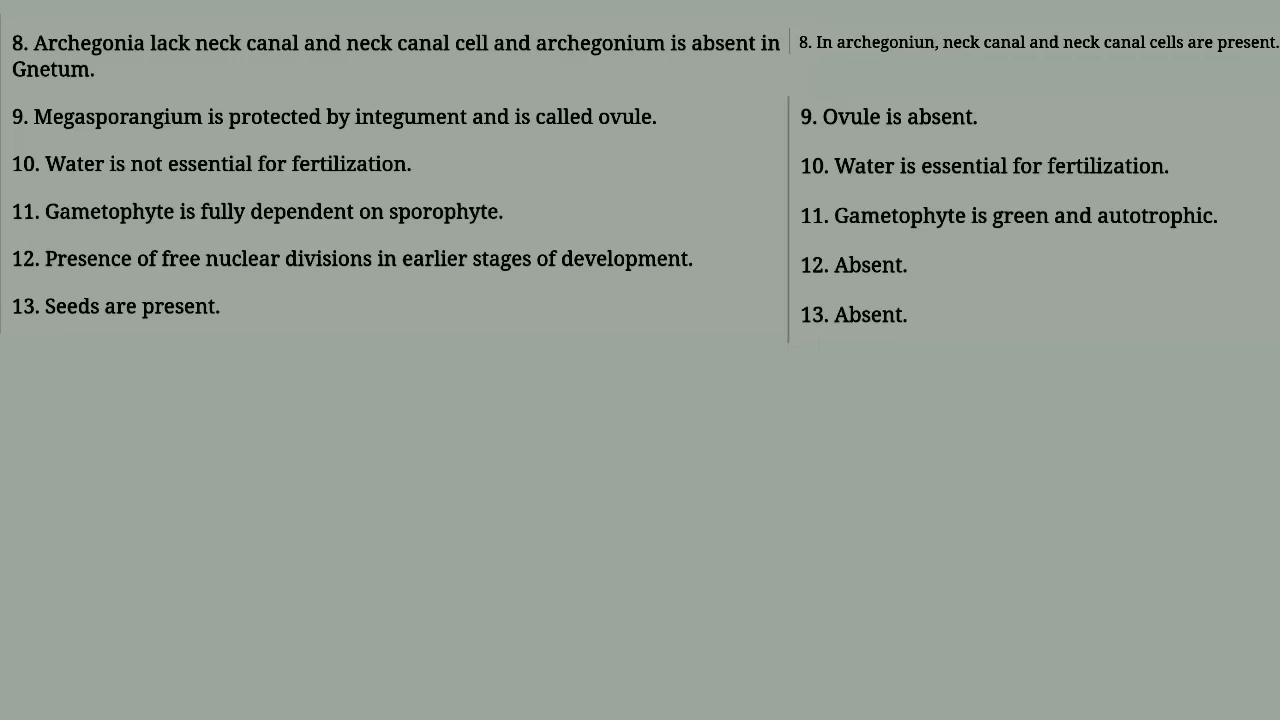 8. Archegonia lack neck canal and neck canal cell and archegonium is absent in
Gnetum.
9. Megasporangium is protected by integument and is called ovule.
10. Water is not essential for fertilization.
11. Gametophyte is fully dependent on sporophyte.
12. Presence of free nuclear divisions in earlier stages of development.
13. Seeds are present.
8. In archegoniun, neck canal and neck canal cells are present.
9. Ovule is absent.
10. Water is essential for fertilization.
11. Gametophyte is green and autotrophic.
12. Absent.
13. Absent.